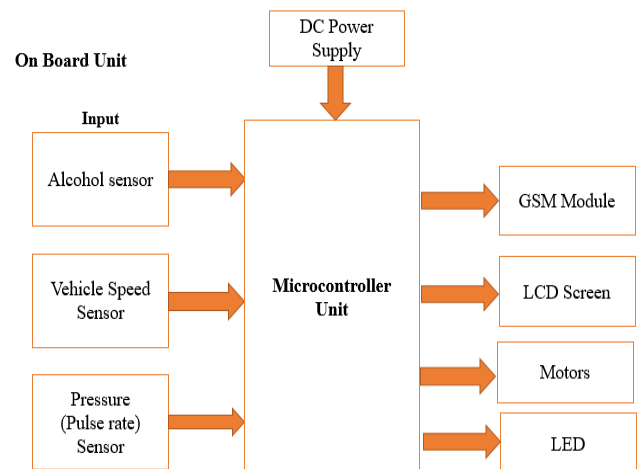 DC Power
Supply
On Board Unit
Input
Alcohol sensor
Vehicle Speed
Sensor
Pressure
(Pulse rate)
Sensor
Microcontroller
Unit
GSM Module
LCD Screen
Motors
LED